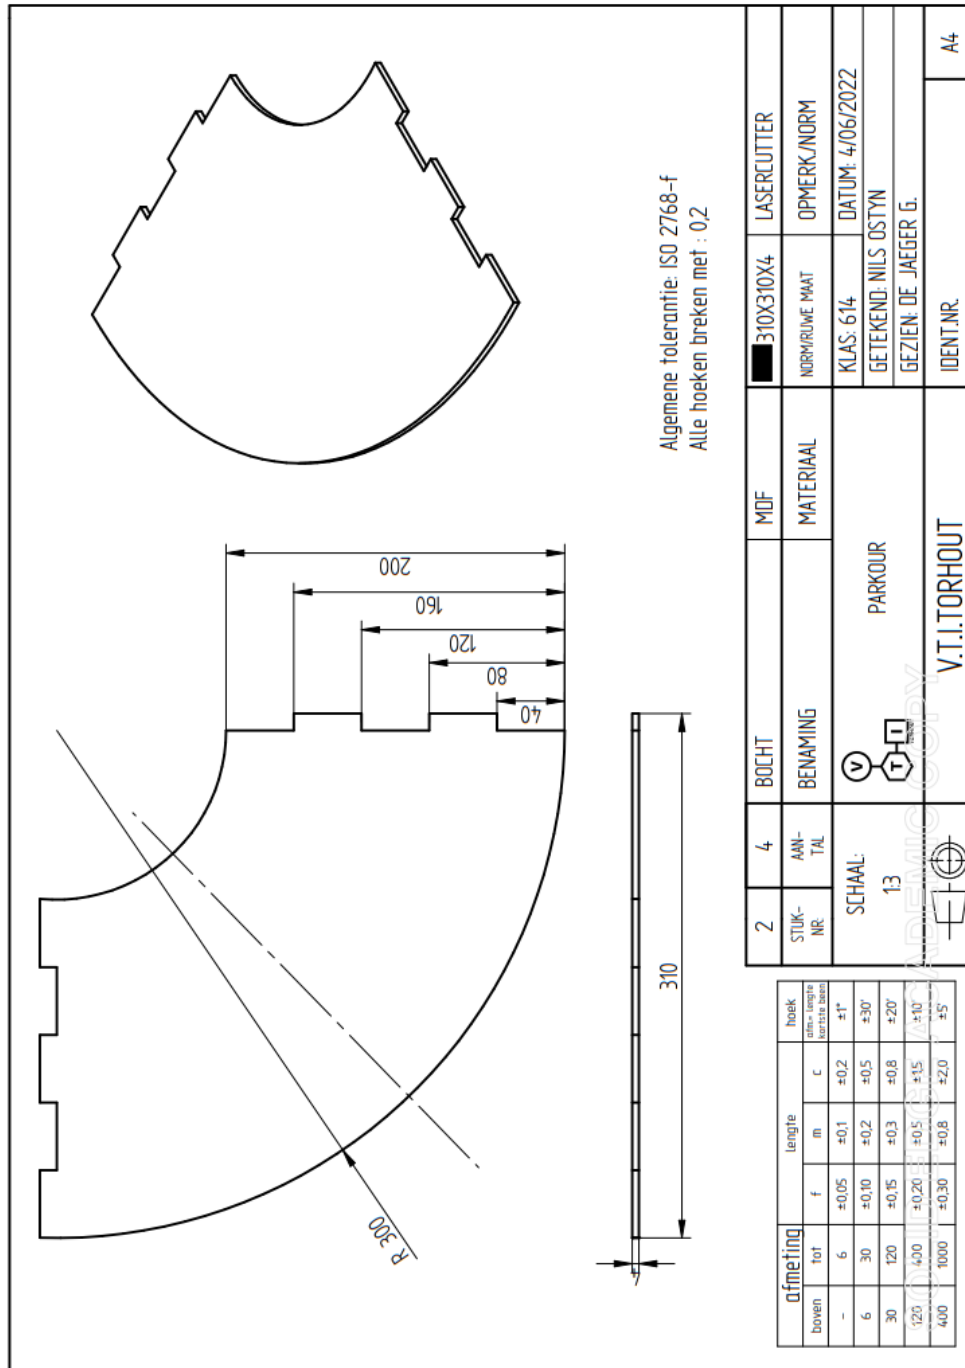 Algemene tolerantie: ISO 2768-f
Alle hoeken breken met : 0,2
200
160
120
80
40
R 300
310
2 4 BOCHT MDF 310X310X4 LASERCUTTER
STUK-NR. AAN-TAL BENAMING MATERIAAL NORM/RUWE MAAT OPMERK./NORM
SCHAAL:
1:3
V T I
PARKOUR
KLAS: 614 DATUM: 4/06/2022
GETEKEND: NILS OSTYN
GEZIEN: DE JAEGER G.
V.T.I.TORHOUT
IDENT.NR.
A4
afmeting lengte hoek
boven tot f m c afm.= lengte kortste been
- 6 ±0,05 ±0,1 ±0,2 ±1°
6 30 ±0,10 ±0,2 ±0,5 ±30'
30 120 ±0,15 ±0,3 ±0,8 ±20'
120 400 ±0,20 ±0,5 ±1,5 ±10'
400 1000 ±0,30 ±0,8 ±2,0 ±5'
ACADEMIC COPY